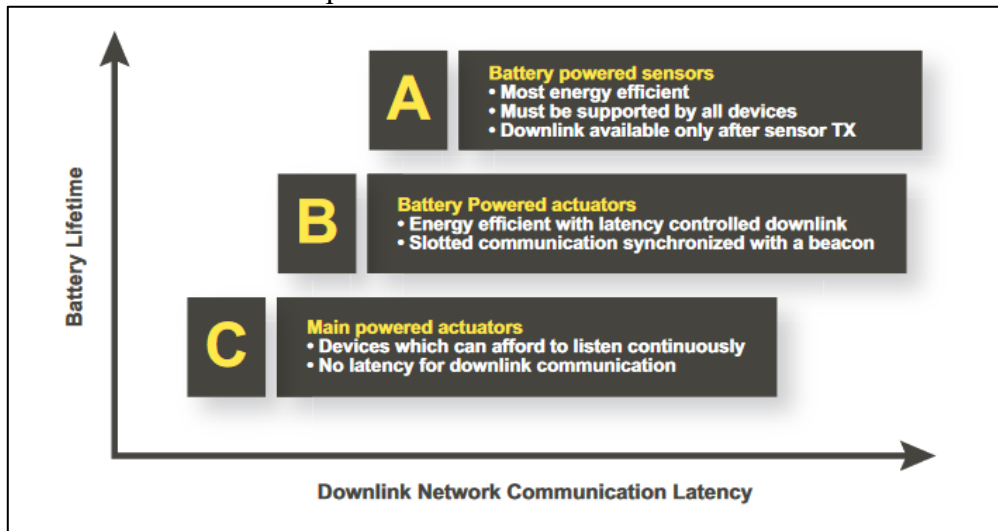 A
Battery powered sensors
• Most energy efficient
• Must be supported by all devices
• Downlink available only after sensor TX
B
Battery Powered actuators
• Energy efficient with latency controlled downlink
• Slotted communication synchronized with a beacon
C
Main powered actuators
• Devices which can afford to listen continuously
• No latency for downlink communication
Battery Lifetime
Downlink Network Communication Latency